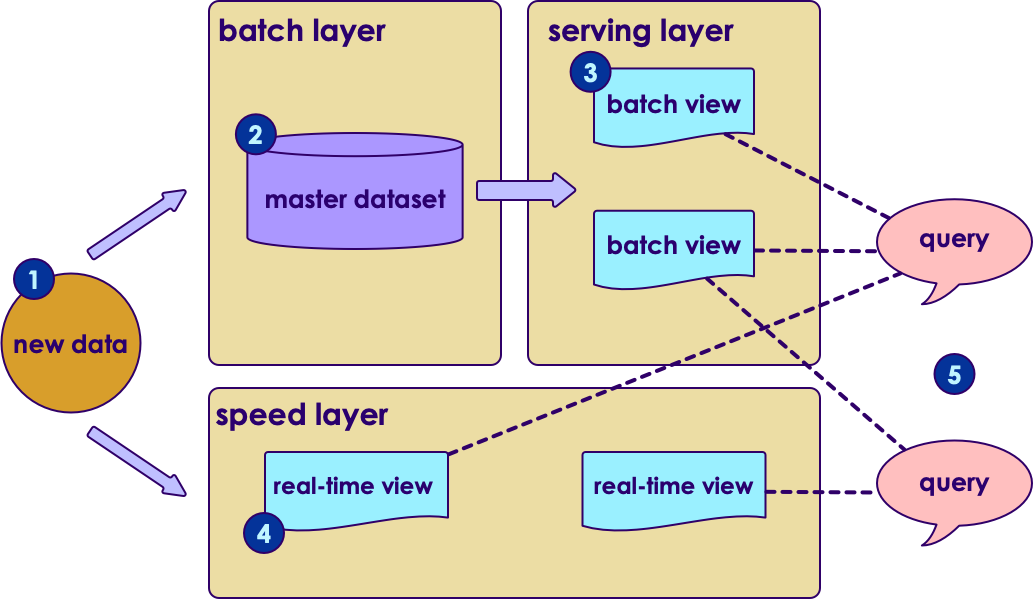 batch layer
serving layer
3
batch view
2
master dataset
batch view
query
1
new data
5
speed layer
real-time view
real-time view
query
4